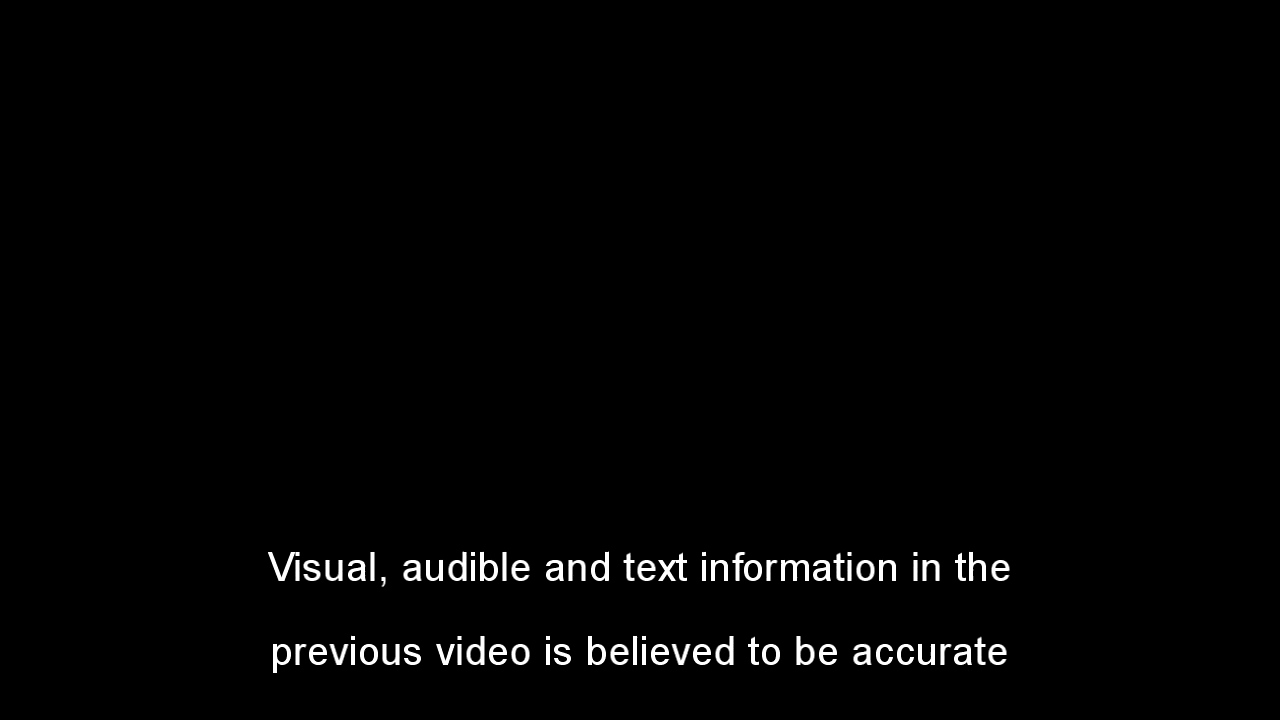 Visual, audible and text information in the
previous video is believed to be accurate